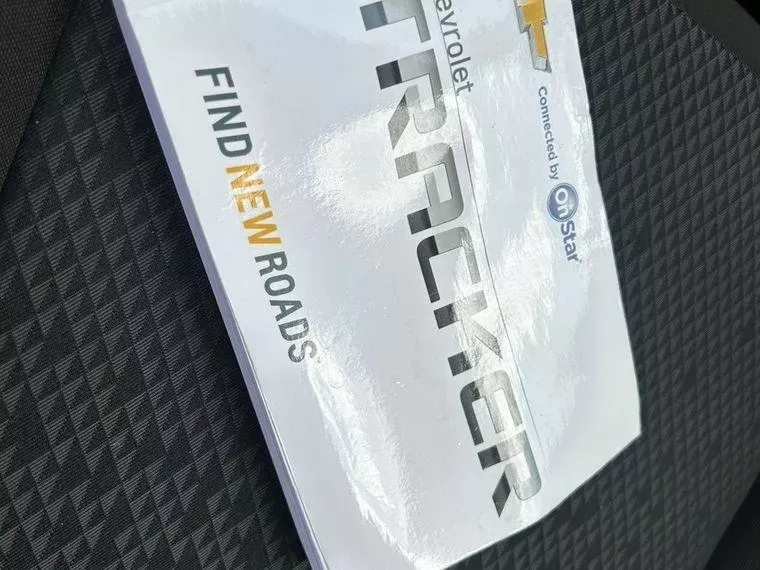 Connected by OnStar
evrolet
TRACKER
FIND NEW ROADS